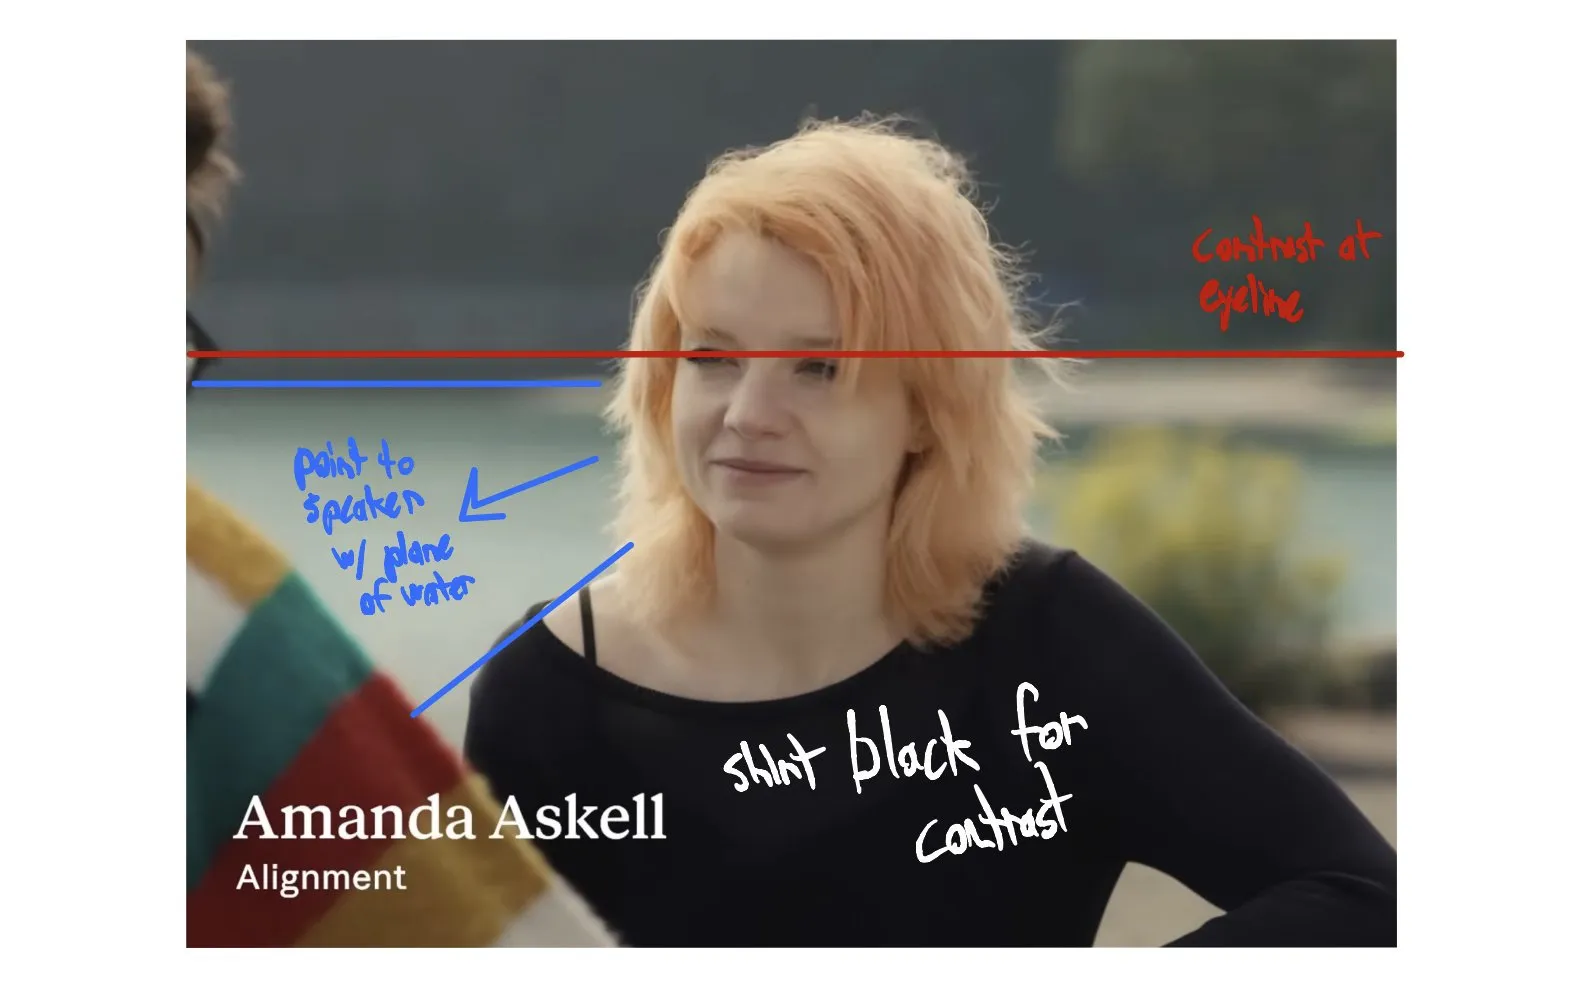 contrast at
eyeline
point to
speaker
w/ plane
of water
shirt black for
contrast
Amanda Askell
Alignment